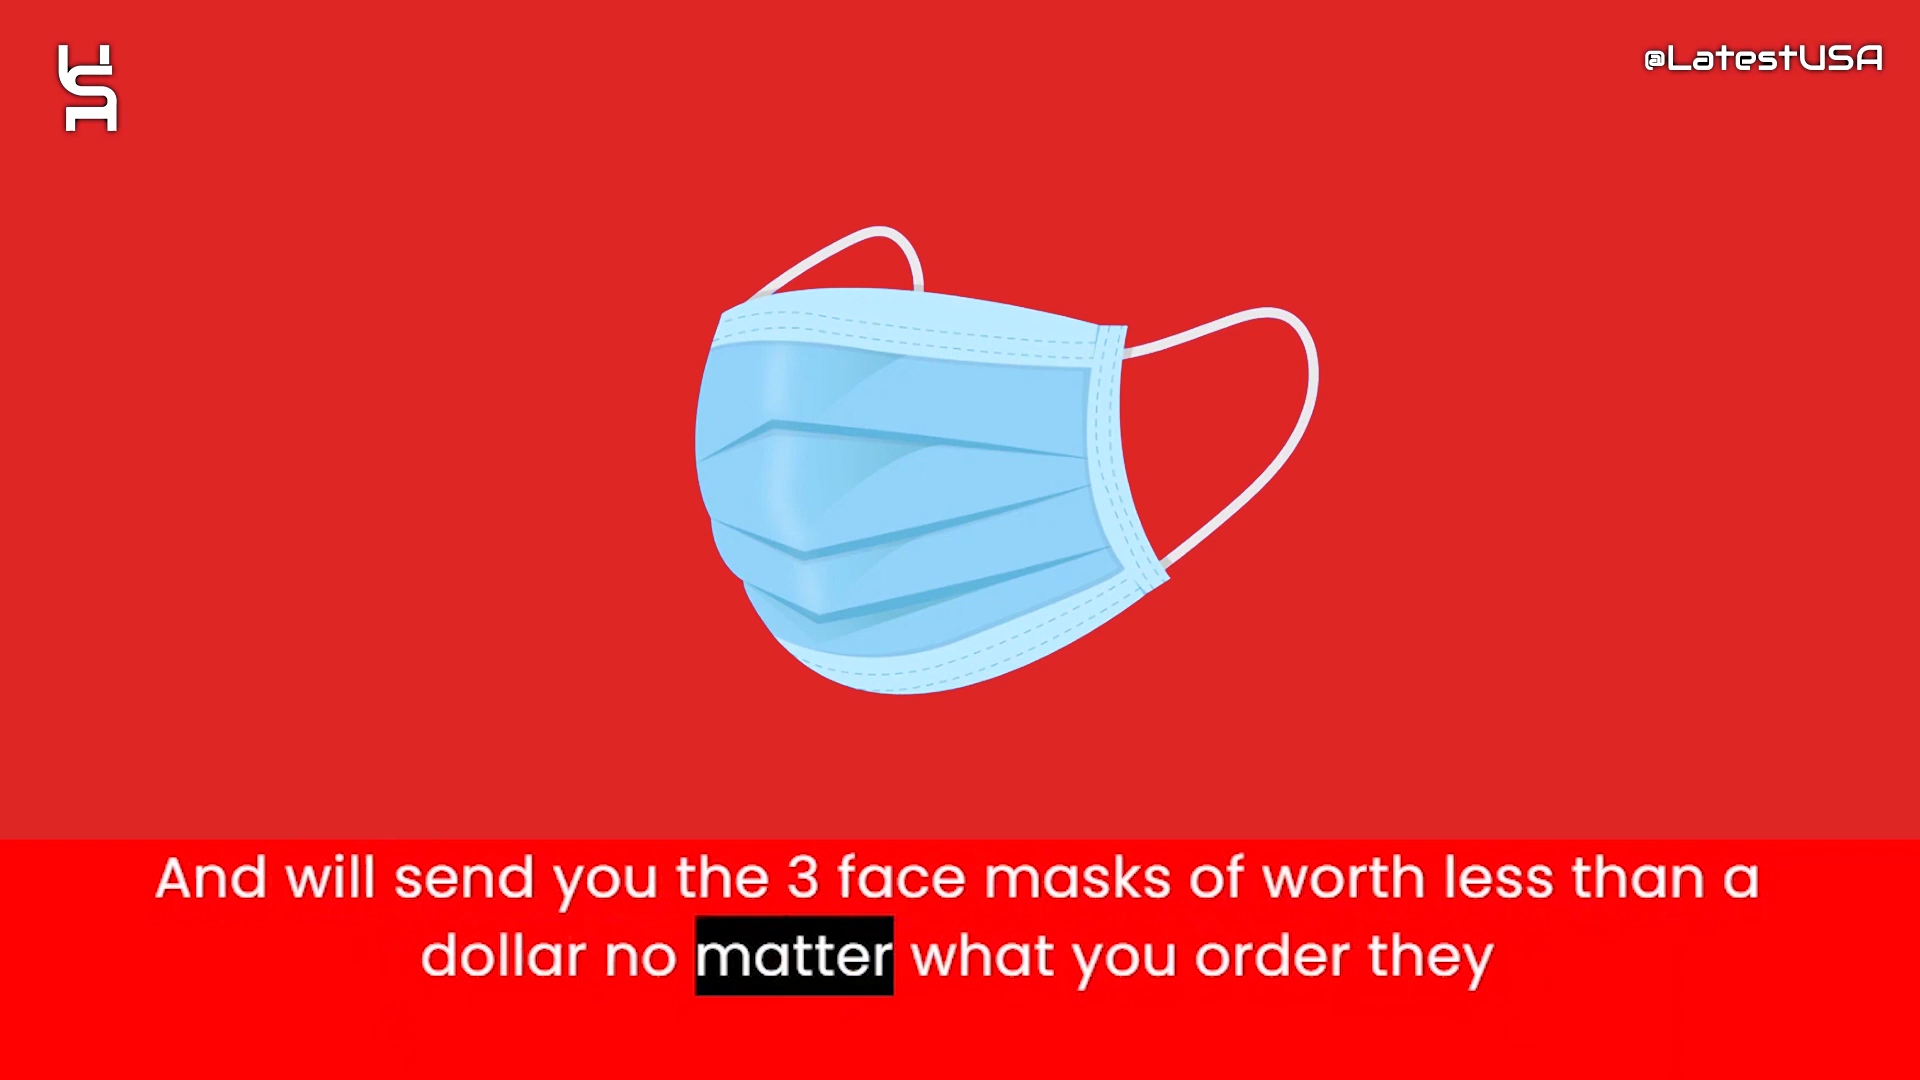 USA
@LatestUSA
And will send you the 3 face masks of worth less than a
dollar no matter what you order they